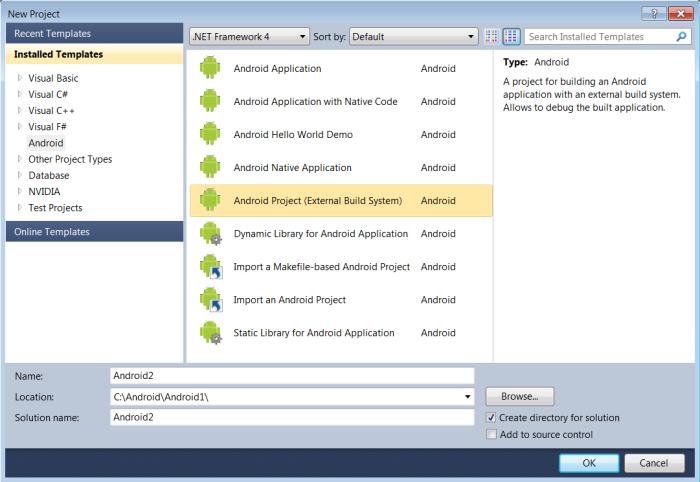 New Project
Recent Templates
.NET Framework 4
Sort by:
Default
Search Installed Templates
Installed Templates
Visual Basic
Visual C#
Visual C++
Visual F#
Android
Other Project Types
Database
NVIDIA
Test Projects
Online Templates
Android Application Android
Android Application with Native Code Android
Android Hello World Demo Android
Android Native Application Android
Android Project (External Build System) Android
Dynamic Library for Android Application Android
Import a Makefile-based Android Project Android
Import an Android Project Android
Static Library for Android Application Android
Type: Android
A project for building an Android
application with an external build system.
Allows to debug the built application.
Name: Android2
Location: C:\Android\Android1\
Browse...
Solution name: Android2
Create directory for solution
Add to source control
OK
Cancel